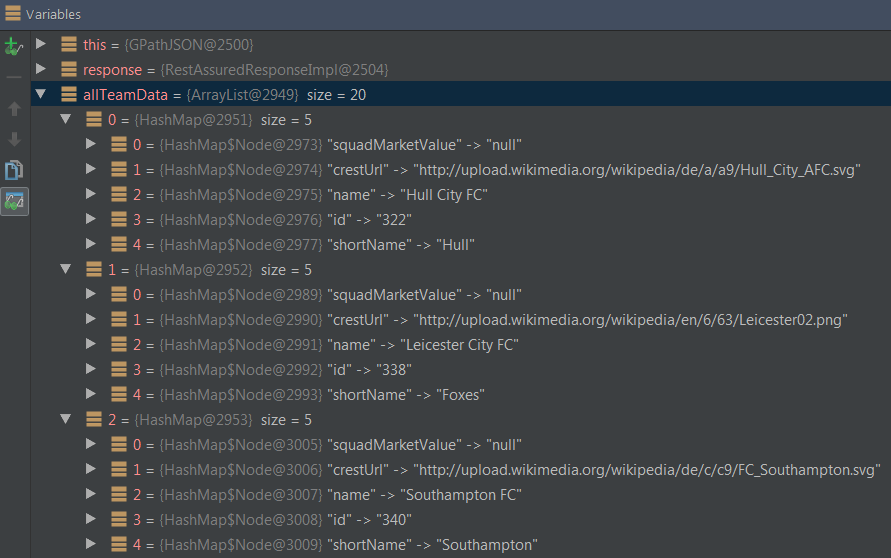 Variables
this = {GPathJSON@2500}
response = {RestAssuredResponseImpl@2504}
allTeamData = {ArrayList@2949} size = 20
0 = {HashMap@2951} size = 5
0 = {HashMap$Node@2973} "squadMarketValue" -> "null"
1 = {HashMap$Node@2974} "crestUrl" -> "http://upload.wikimedia.org/wikipedia/de/a/a9/Hull_City_AFC.svg"
2 = {HashMap$Node@2975} "name" -> "Hull City FC"
3 = {HashMap$Node@2976} "id" -> "322"
4 = {HashMap$Node@2977} "shortName" -> "Hull"
1 = {HashMap@2952} size = 5
0 = {HashMap$Node@2989} "squadMarketValue" -> "null"
1 = {HashMap$Node@2990} "crestUrl" -> "http://upload.wikimedia.org/wikipedia/en/6/63/Leicester02.png"
2 = {HashMap$Node@2991} "name" -> "Leicester City FC"
3 = {HashMap$Node@2992} "id" -> "338"
4 = {HashMap$Node@2993} "shortName" -> "Foxes"
2 = {HashMap@2953} size = 5
0 = {HashMap$Node@3005} "squadMarketValue" -> "null"
1 = {HashMap$Node@3006} "crestUrl" -> "http://upload.wikimedia.org/wikipedia/de/c/c9/FC_Southampton.svg"
2 = {HashMap$Node@3007} "name" -> "Southampton FC"
3 = {HashMap$Node@3008} "id" -> "340"
4 = {HashMap$Node@3009} "shortName" -> "Southampton"